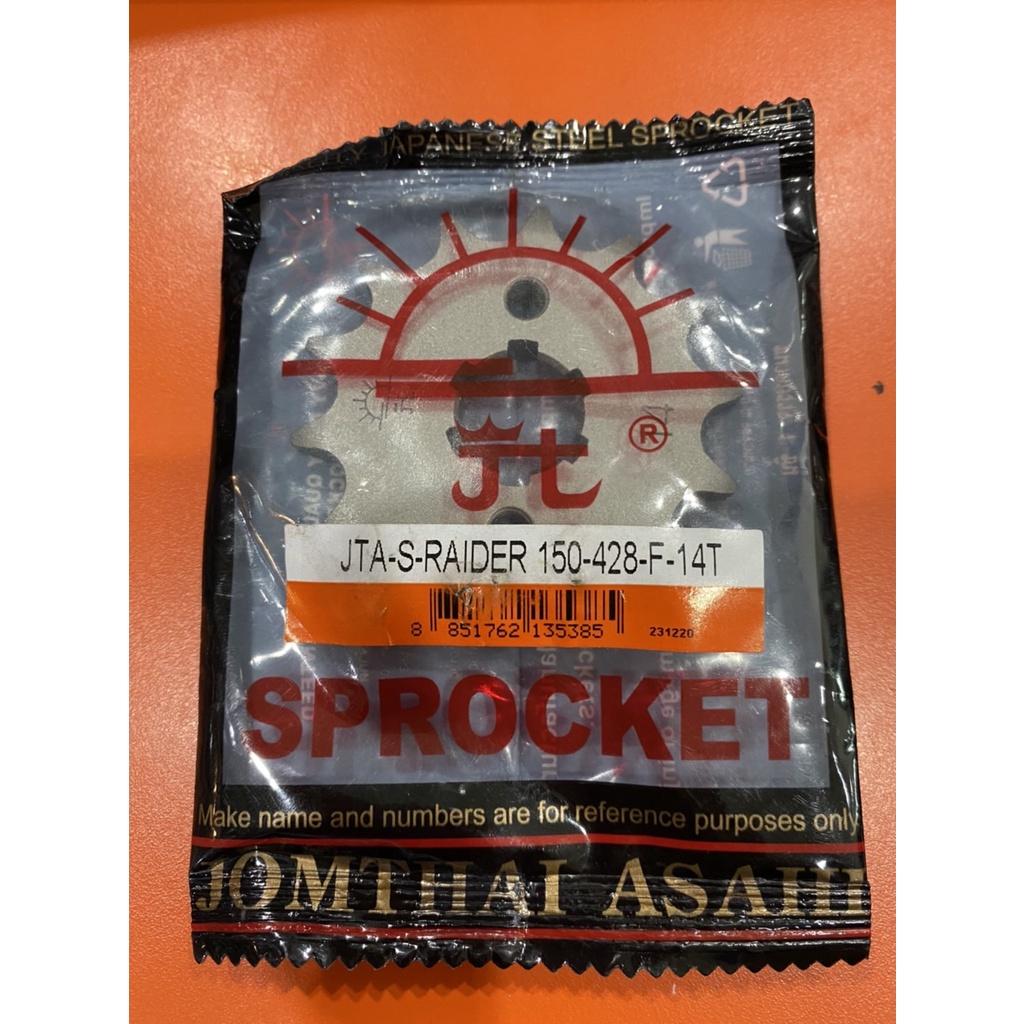 JAPANESE STEEL SPROCKET
Jt ®
JTA-S-RAIDER 150-428-F-14T
8 851762 135385
231220
SPROCKET
Make name and numbers are for reference purposes only
JOMTHAI ASAHI